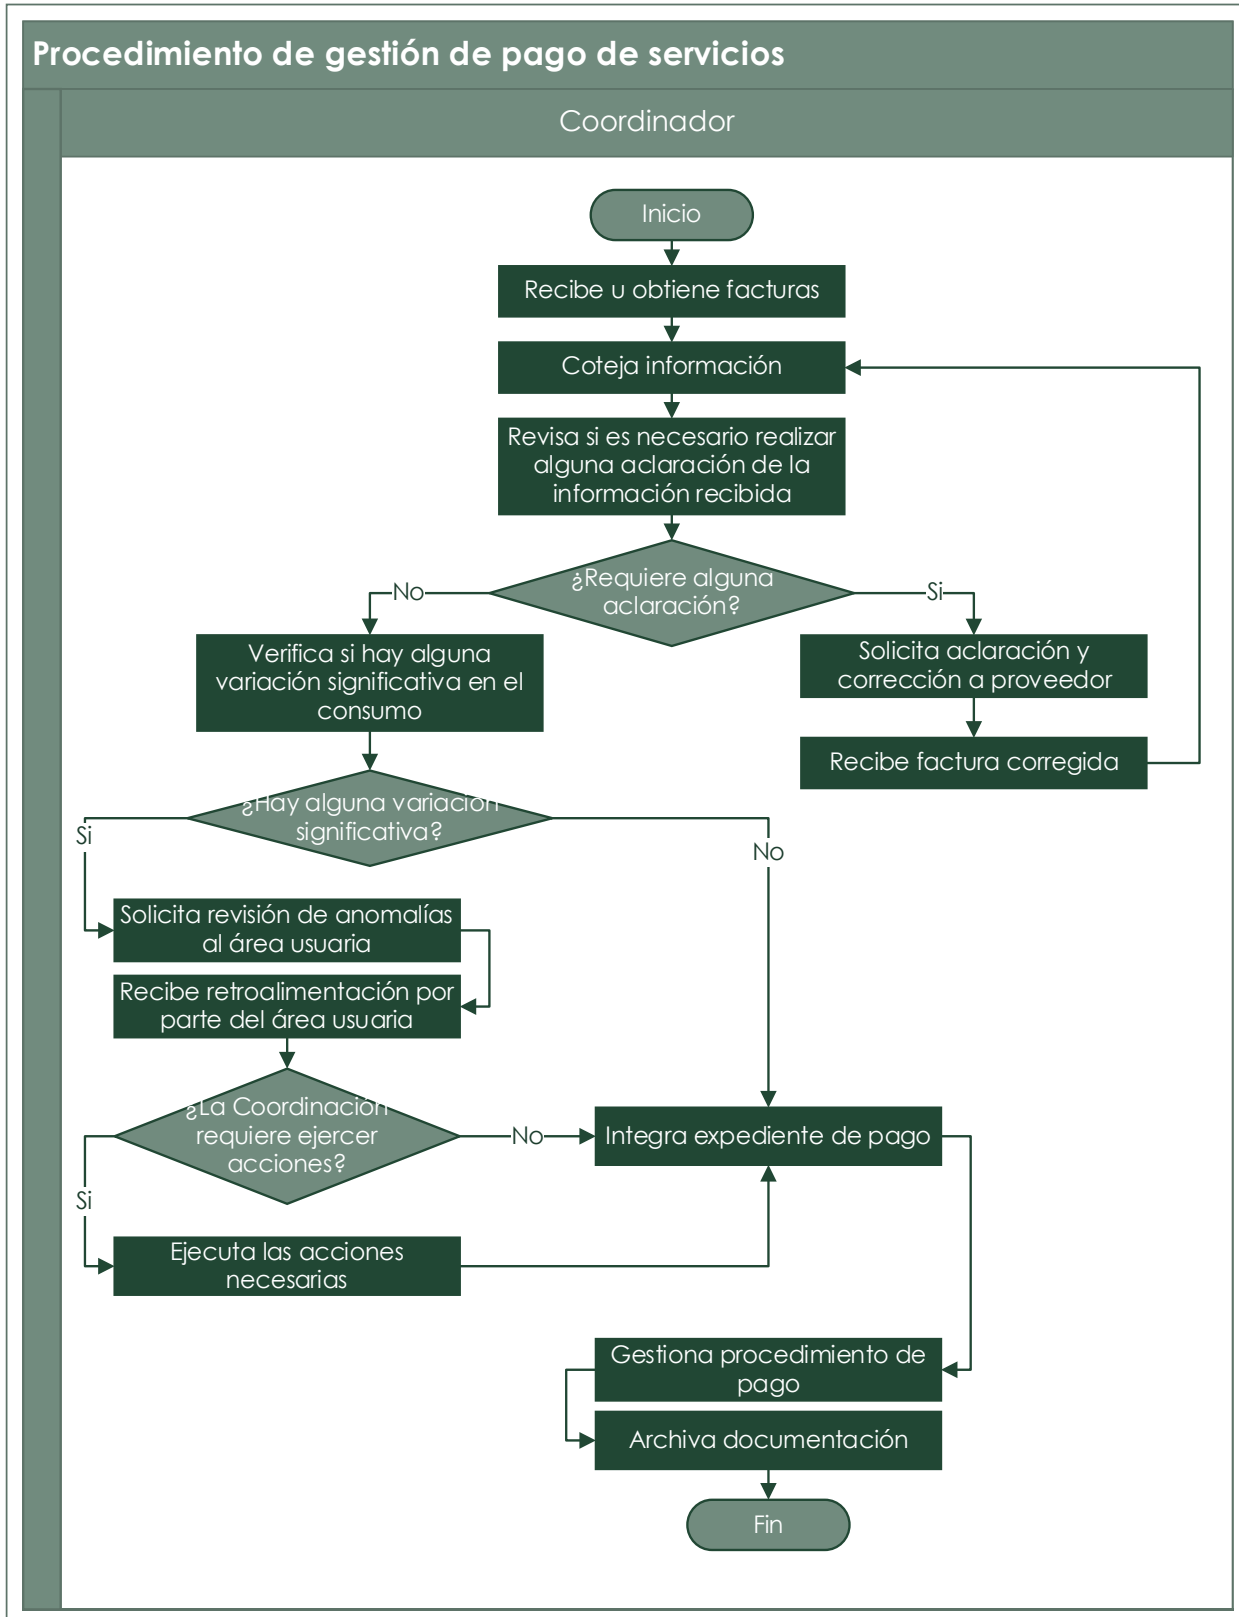 Procedimiento de gestión de pago de servicios
Coordinador
Inicio
Recibe u obtiene facturas
Coteja información
Revisa si es necesario realizar
alguna aclaración de la
información recibida
¿Requiere alguna
aclaración?
No
Si
Verifica si hay alguna
variación significativa en el
consumo
Solicita aclaración y
corrección a proveedor
Recibe factura corregida
¿Hay alguna variación
significativa?
Si
No
Solicita revisión de anomalías
al área usuaria
Recibe retroalimentación por
parte del área usuaria
¿La Coordinación
requiere ejercer
acciones?
No
Integra expediente de pago
Si
Ejecuta las acciones
necesarias
Gestiona procedimiento de
pago
Archiva documentación
Fin